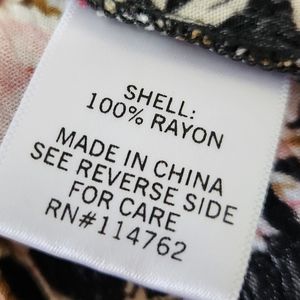 SHELL:
100% RAYON
MADE IN CHINA
SEE REVERSE SIDE
FOR CARE
RN#114762